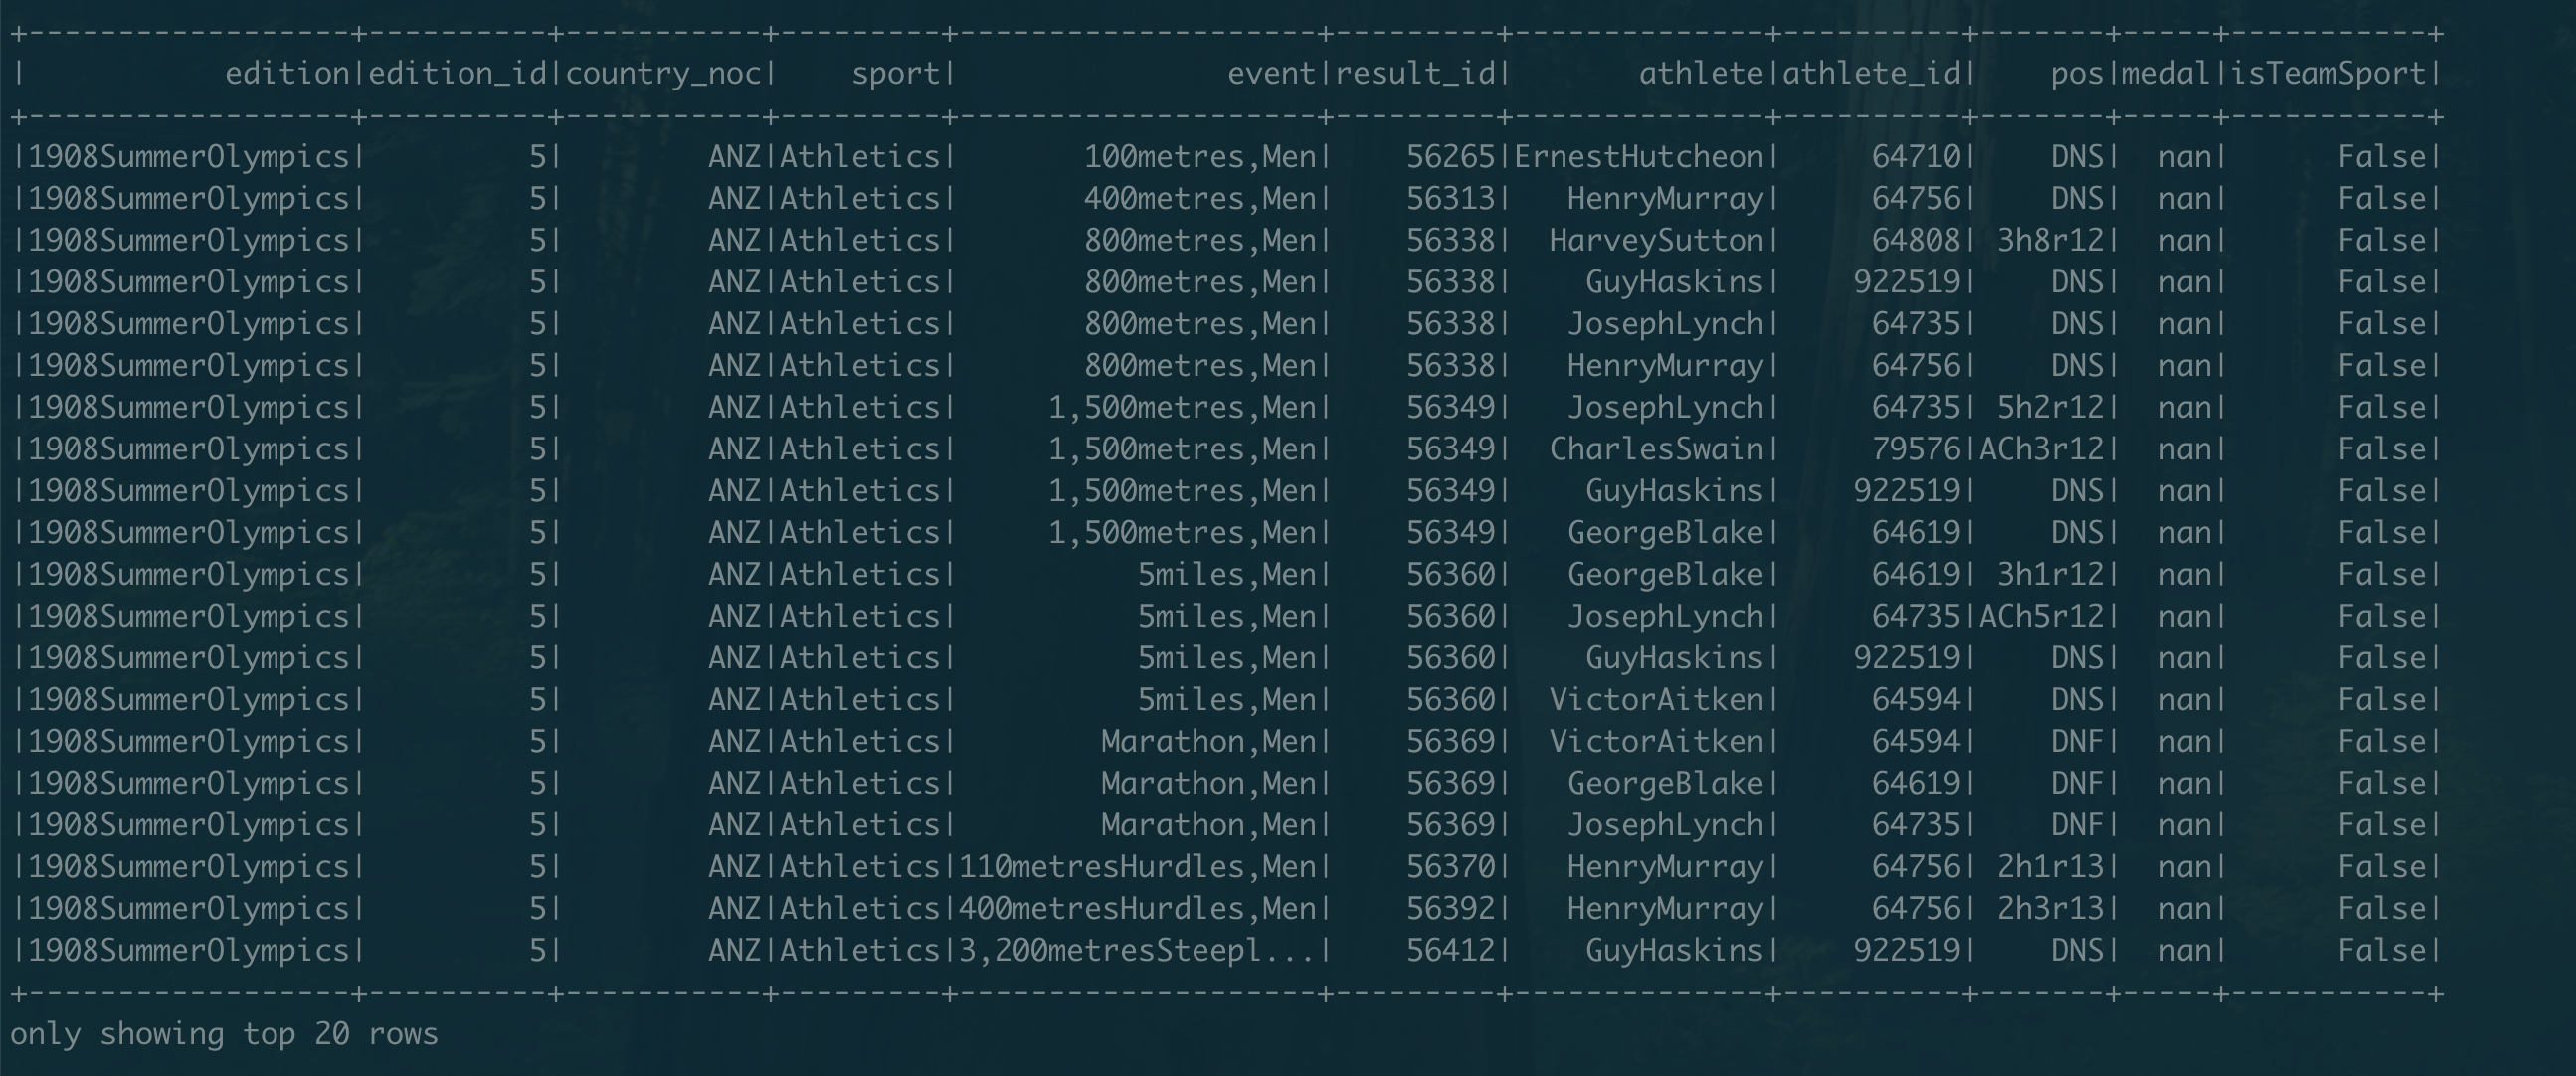 +------------------+----------+-----------+---------+--------------------+---------+--------------+----------+-------+-----+-----------+
|           edition|edition_id|country_noc|    sport|               event|result_id|       athlete|athlete_id|    pos|medal|isTeamSport|
+------------------+----------+-----------+---------+--------------------+---------+--------------+----------+-------+-----+-----------+
|1908SummerOlympics|         5|        ANZ|Athletics|       100metres,Men|    56265|ErnestHutcheon|     64710|    DNS|  nan|      False|
|1908SummerOlympics|         5|        ANZ|Athletics|       400metres,Men|    56313|   HenryMurray|     64756|    DNS|  nan|      False|
|1908SummerOlympics|         5|        ANZ|Athletics|       800metres,Men|    56338|  HarveySutton|     64808| 3h8r12|  nan|      False|
|1908SummerOlympics|         5|        ANZ|Athletics|       800metres,Men|    56338|    GuyHaskins|    922519|    DNS|  nan|      False|
|1908SummerOlympics|         5|        ANZ|Athletics|       800metres,Men|    56338|   JosephLynch|     64735|    DNS|  nan|      False|
|1908SummerOlympics|         5|        ANZ|Athletics|       800metres,Men|    56338|   HenryMurray|     64756|    DNS|  nan|      False|
|1908SummerOlympics|         5|        ANZ|Athletics|     1,500metres,Men|    56349|   JosephLynch|     64735| 5h2r12|  nan|      False|
|1908SummerOlympics|         5|        ANZ|Athletics|     1,500metres,Men|    56349|  CharlesSwain|     79576|ACh3r12|  nan|      False|
|1908SummerOlympics|         5|        ANZ|Athletics|     1,500metres,Men|    56349|    GuyHaskins|    922519|    DNS|  nan|      False|
|1908SummerOlympics|         5|        ANZ|Athletics|     1,500metres,Men|    56349|   GeorgeBlake|     64619|    DNS|  nan|      False|
|1908SummerOlympics|         5|        ANZ|Athletics|          5miles,Men|    56360|   GeorgeBlake|     64619| 3h1r12|  nan|      False|
|1908SummerOlympics|         5|        ANZ|Athletics|          5miles,Men|    56360|   JosephLynch|     64735|ACh5r12|  nan|      False|
|1908SummerOlympics|         5|        ANZ|Athletics|          5miles,Men|    56360|    GuyHaskins|    922519|    DNS|  nan|      False|
|1908SummerOlympics|         5|        ANZ|Athletics|          5miles,Men|    56360|  VictorAitken|     64594|    DNS|  nan|      False|
|1908SummerOlympics|         5|        ANZ|Athletics|        Marathon,Men|    56369|  VictorAitken|     64594|    DNF|  nan|      False|
|1908SummerOlympics|         5|        ANZ|Athletics|        Marathon,Men|    56369|   GeorgeBlake|     64619|    DNF|  nan|      False|
|1908SummerOlympics|         5|        ANZ|Athletics|        Marathon,Men|    56369|   JosephLynch|     64735|    DNF|  nan|      False|
|1908SummerOlympics|         5|        ANZ|Athletics|110metresHurdles,Men|    56370|   HenryMurray|     64756| 2h1r13|  nan|      False|
|1908SummerOlympics|         5|        ANZ|Athletics|400metresHurdles,Men|    56392|   HenryMurray|     64756| 2h3r13|  nan|      False|
|1908SummerOlympics|         5|        ANZ|Athletics|3,200metresSteepl...|    56412|    GuyHaskins|    922519|    DNS|  nan|      False|
+------------------+----------+-----------+---------+--------------------+---------+--------------+----------+-------+-----+-----------+
only showing top 20 rows